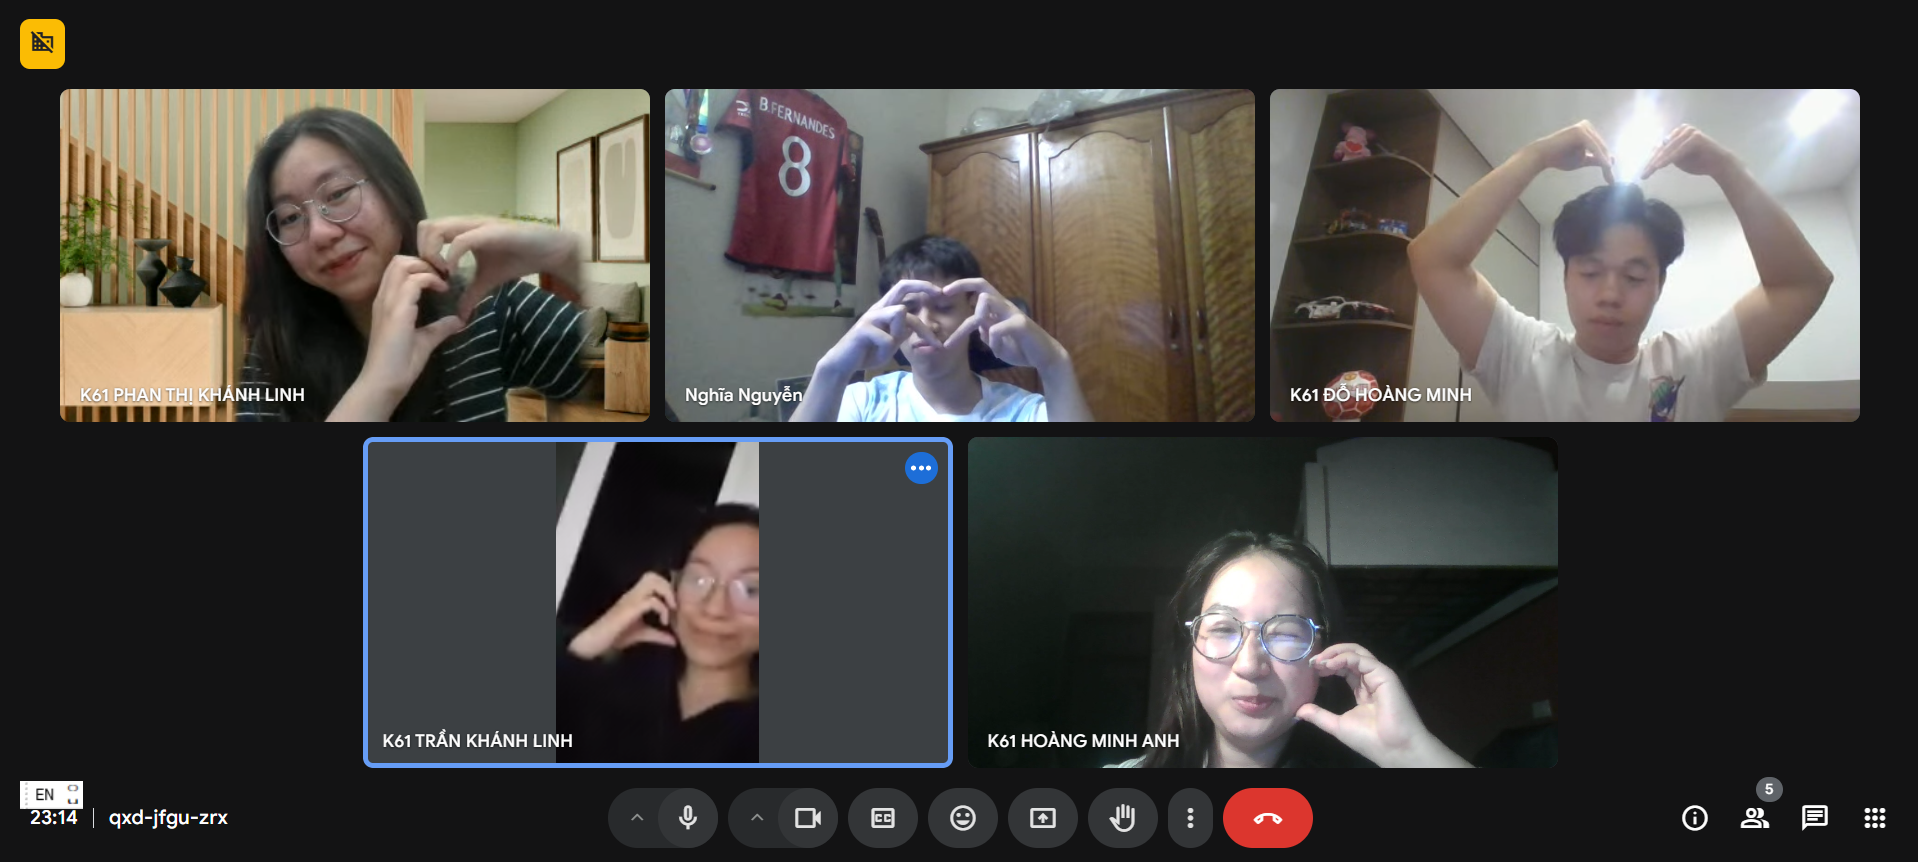 B.FERNANDES
8
K61 PHAN THỊ KHÁNH LINH
Nghĩa Nguyễn
K61 ĐỖ HOÀNG MINH
K61 TRẦN KHÁNH LINH
K61 HOÀNG MINH ANH
EN
23:14 | qxd-jfgu-zrx
CC
5